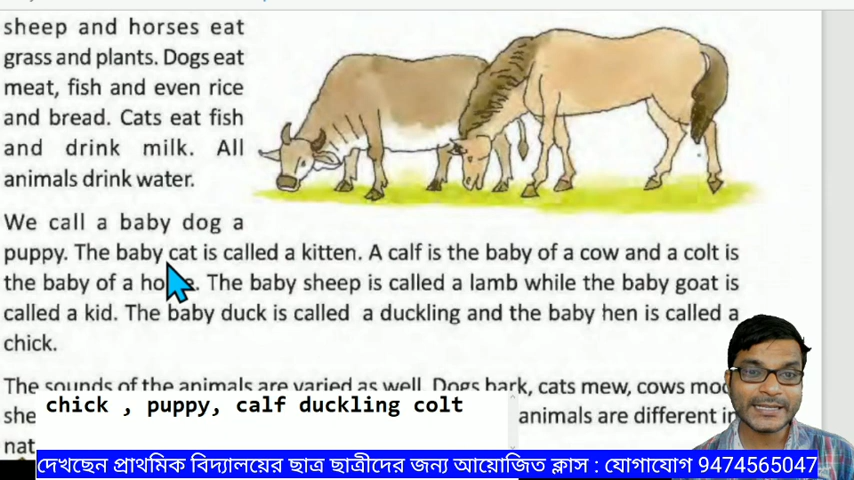 sheep and horses eat
grass and plants. Dogs eat
meat, fish and even rice
and bread. Cats eat fish
and drink milk. All
animals drink water.
We call a baby dog a
puppy. The baby cat is called a kitten. A calf is the baby of a cow and a colt is
the baby of a The baby sheep is called a lamb while the baby goat is
called a kid. The baby duck is called a duckling and the baby hen is called a
chick.
The sounds of the animals are varied as well. Dogs bark, cats mew, cows moo
animals are different in
chick , puppy, calf duckling colt
দেখছেন প্রাথমিক বিদ্যালয়ের ছাত্র ছাত্রীদের জন্য আয়োজিত ক্লাস : যোগাযোগ 9474565047